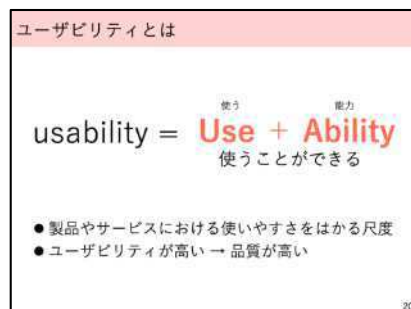 ユーザビリティとは
使う 能力
usability = Use + Ability
使うことができる
● 製品やサービスにおける使いやすさをはかる尺度
● ユーザビリティが高い → 品質が高い
20